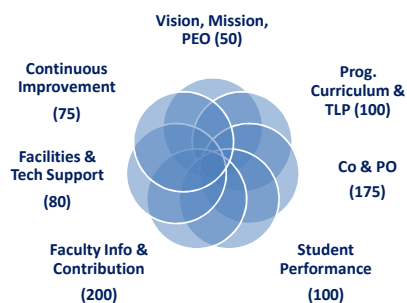 Vision, Mission,
PEO (50)
Prog.
Curriculum &
TLP (100)
Co & PO
(175)
Student
Performance
(100)
Faculty Info &
Contribution
(200)
Facilities &
Tech Support
(80)
Continuous
Improvement
(75)